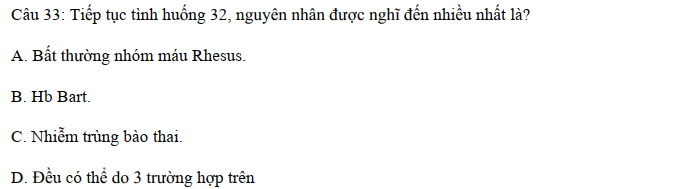 Câu 33: Tiếp tục tình huống 32, nguyên nhân được nghĩ đến nhiều nhất là?
A. Bất thường nhóm máu Rhesus.
B. Hb Bart.
C. Nhiễm trùng bào thai.
D. Đều có thể do 3 trường hợp trên